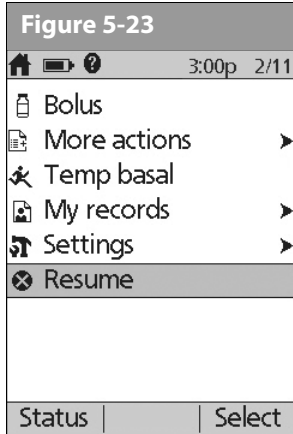 Figure 5-23
3:00p 2/11
Bolus
More actions
Temp basal
My records
Settings
Resume
Status Select